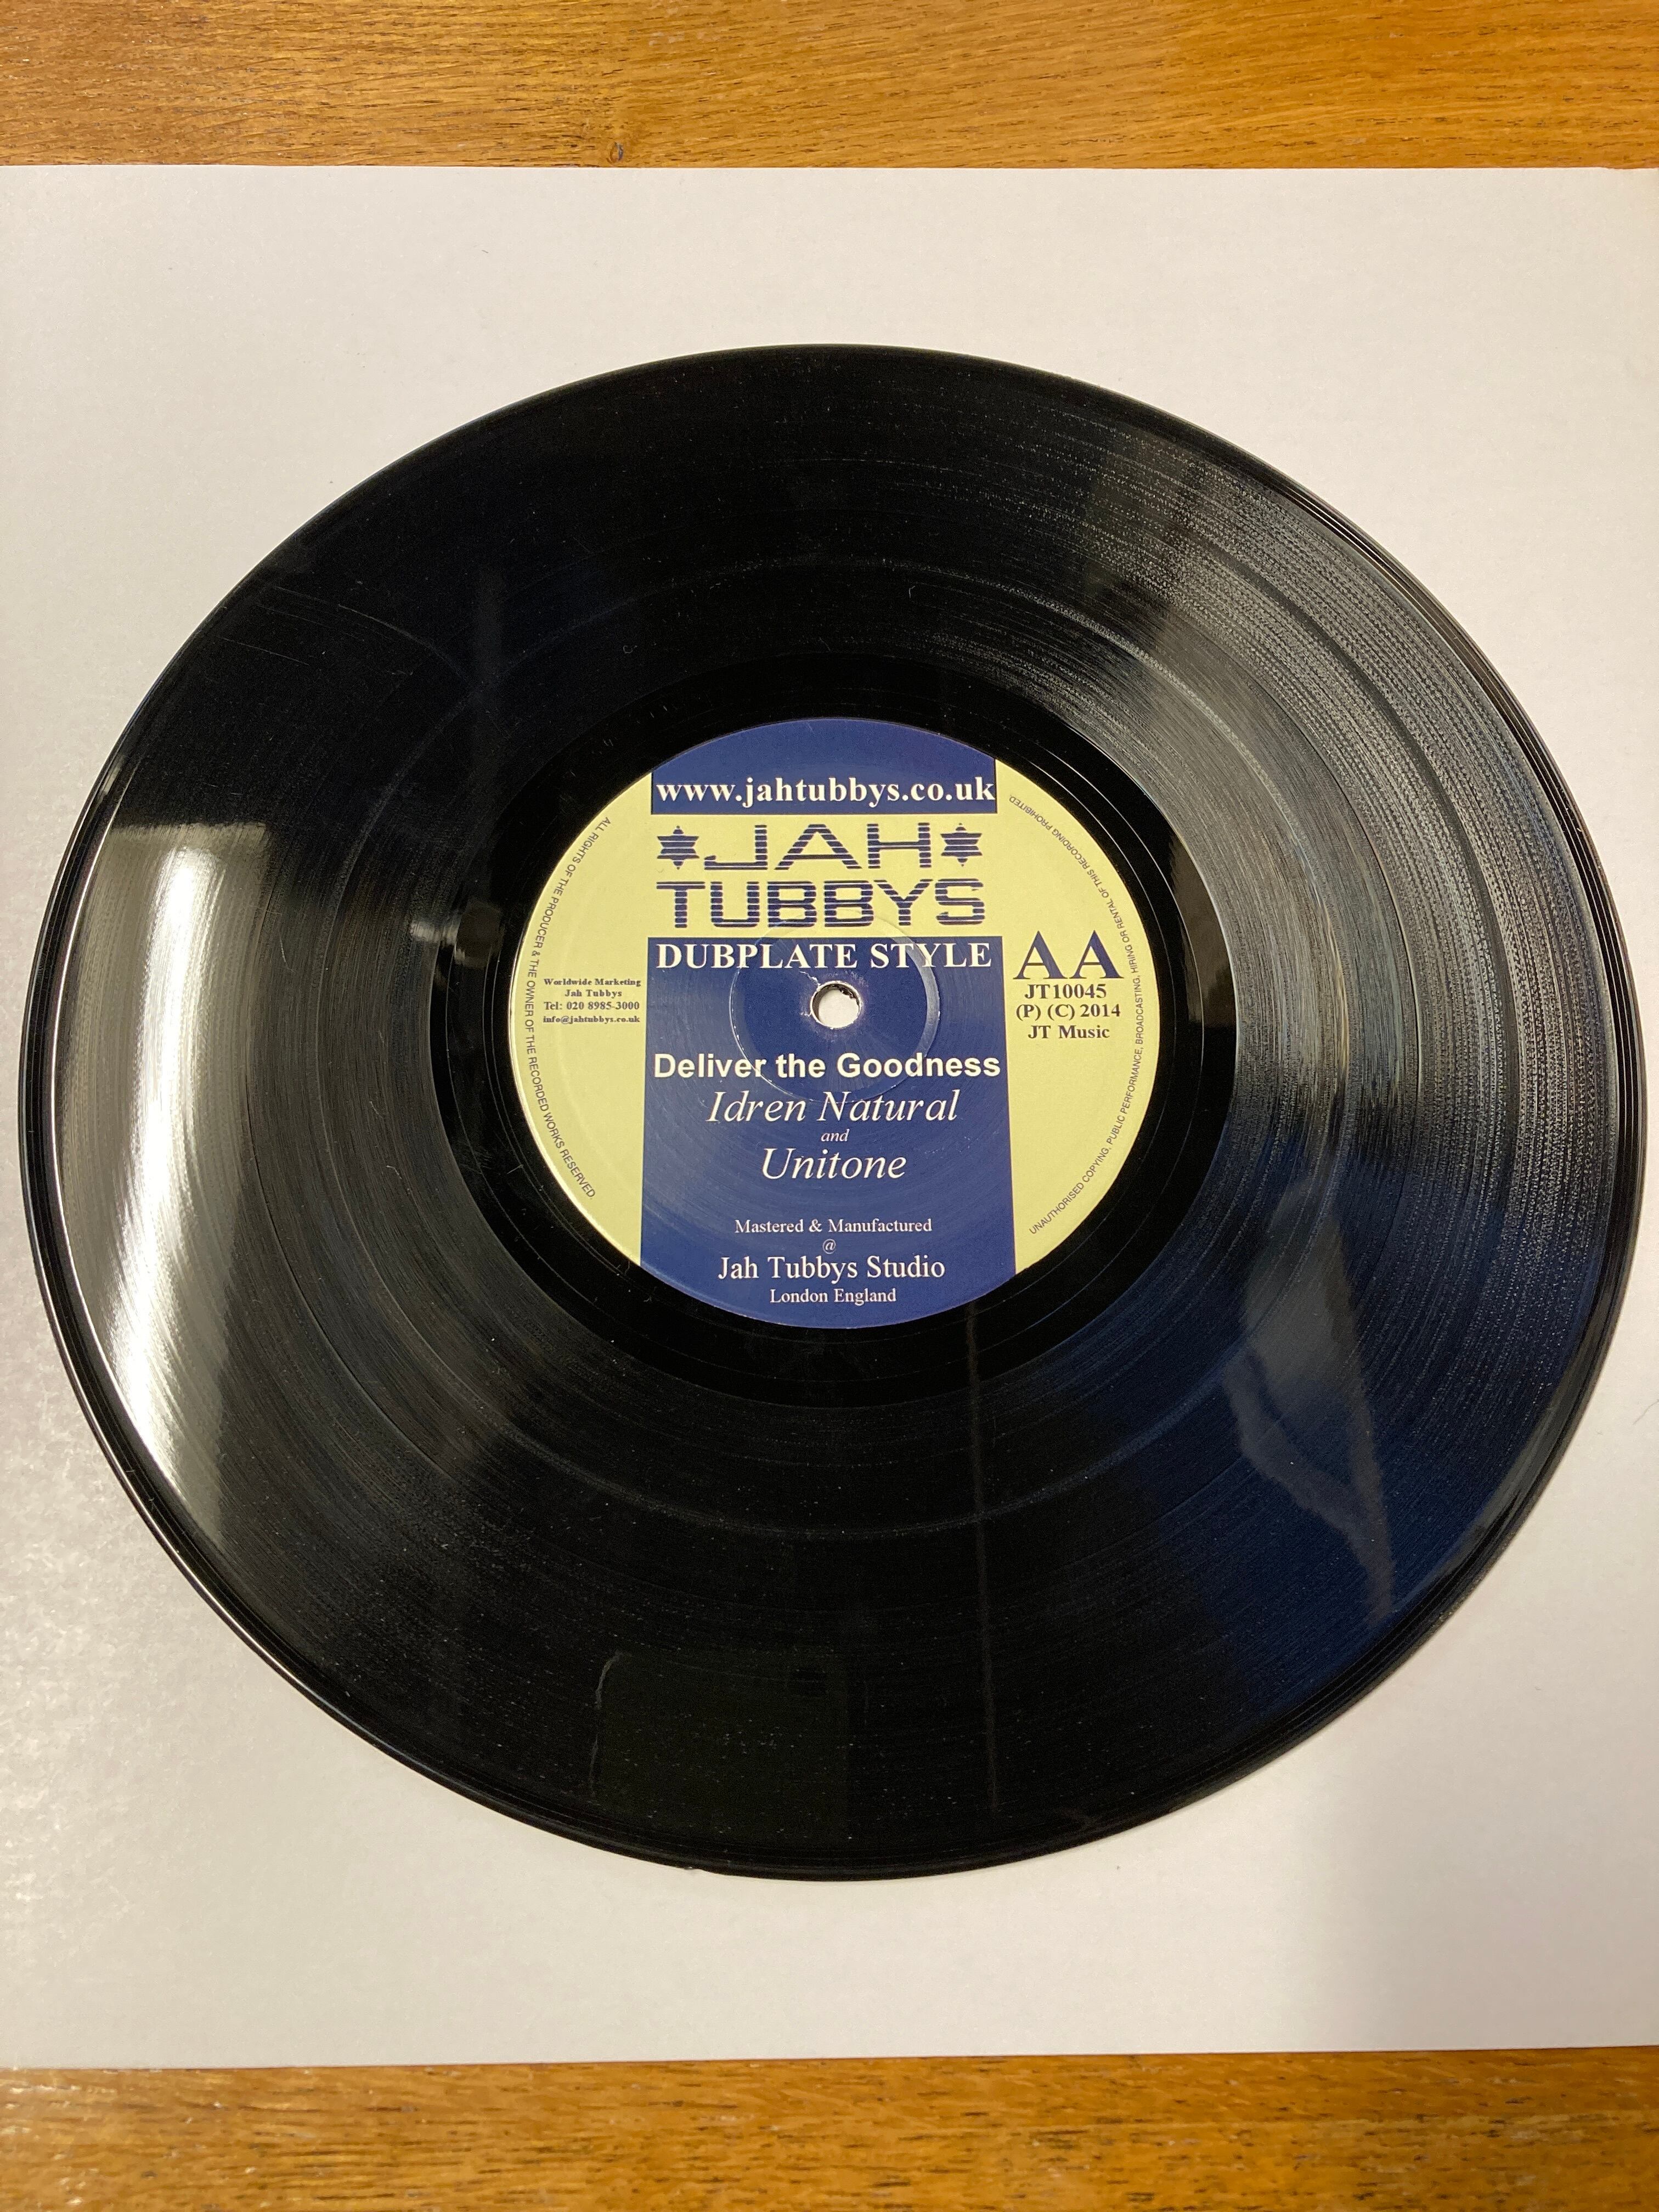 www.jahtubbys.co.uk
JAH
TUBBYS
DUBPLATE STYLE
AA
JT10045
(P) (C) 2014
JT Music
Worldwide Marketing
Jah Tubbys
Tel: 020 8985-3000
info@jahtubbys.co.uk
Deliver the Goodness
Idren Natural
and
Unitone
Mastered & Manufactured
@
Jah Tubbys Studio
London England
ALL RIGHTS OF THE PRODUCER & THE OWNER OF THE RECORDED WORKS RESERVED.
UNAUTHORISED COPYING, PUBLIC PERFORMANCE, BROADCASTING, HIRING OR RENTAL OF THIS RECORDING PROHIBITED.